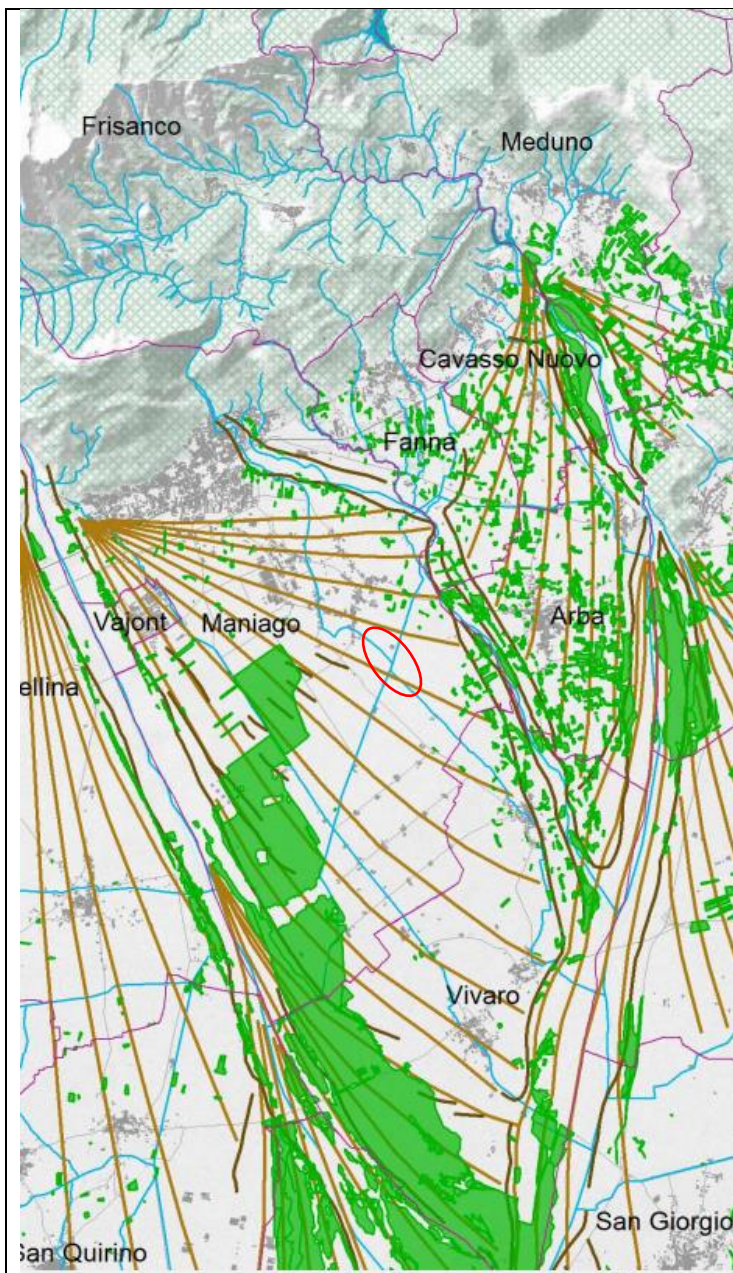 Frisanco
Meduno
Cavasso Nuovo
Fanna
Vajont
Maniago
Arba
ellina
Vivaro
San Giorgio
San Quirino